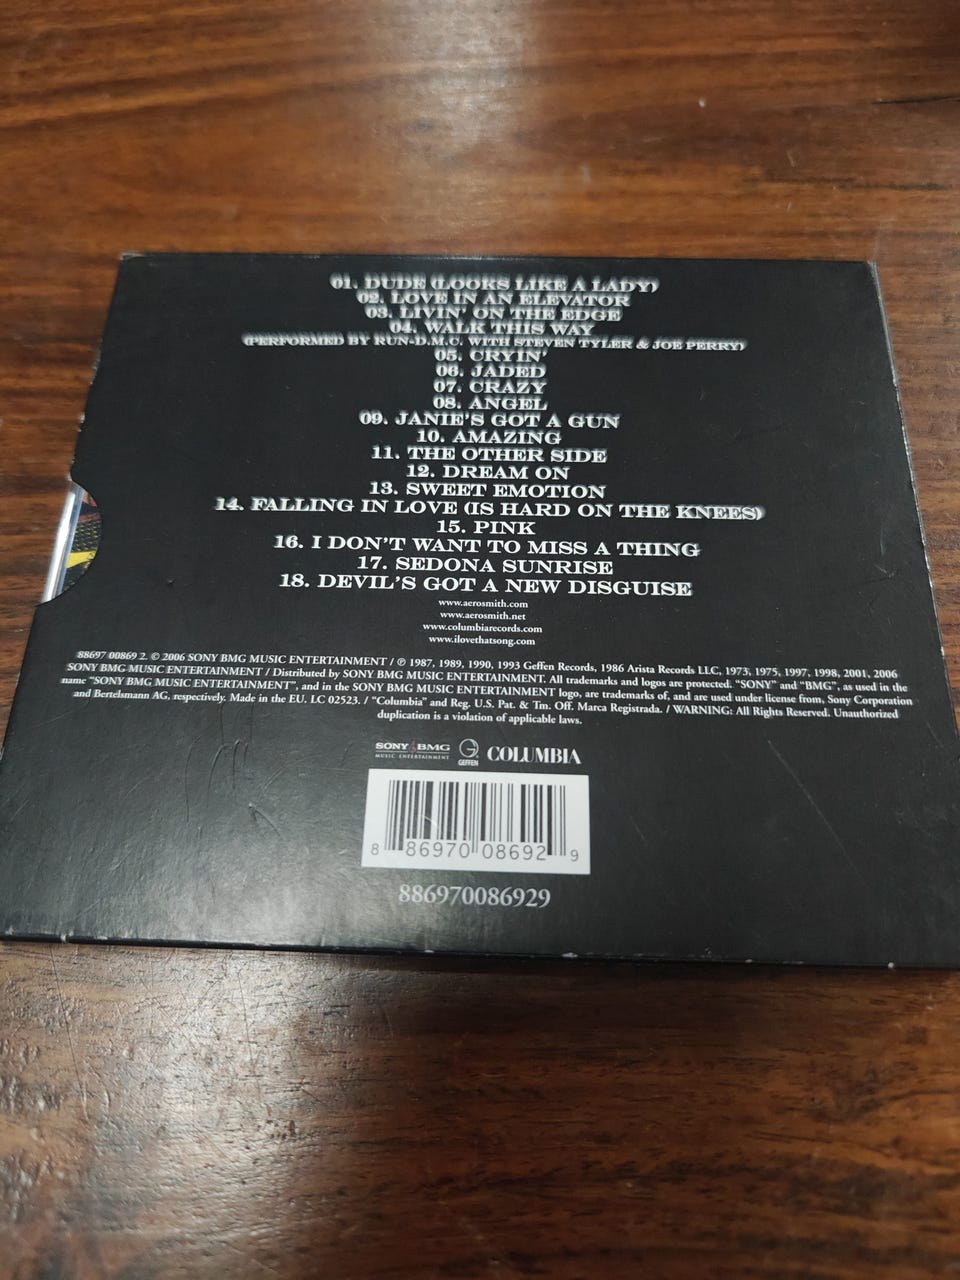 01. DUDE (LOOKS LIKE A LADY)
02. LOVE IN AN ELEVATOR
03. LIVIN' ON THE EDGE
04. WALK THIS WAY
(PERFORMED BY RUN-D.M.C. WITH STEVEN TYLER & JOE PERRY)
05. CRYIN'
06. JADED
07. CRAZY
08. ANGEL
09. JANIE'S GOT A GUN
10. AMAZING
11. THE OTHER SIDE
12. DREAM ON
13. SWEET EMOTION
14. FALLING IN LOVE (IS HARD ON THE KNEES)
15. PINK
16. I DON'T WANT TO MISS A THING
17. SEDONA SUNRISE
18. DEVIL'S GOT A NEW DISGUISE
www.aerosmith.com
www.aerosmith.net
www.columbiarecords.com
www.ilovethatsong.com
88697 00869 2. © 2006 SONY BMG MUSIC ENTERTAINMENT / ℗ 1987, 1989, 1990, 1993 Geffen Records, 1986 Arista Records LLC, 1973, 1975, 1997, 1998, 2001, 2006
SONY BMG MUSIC ENTERTAINMENT / Distributed by SONY BMG MUSIC ENTERTAINMENT. All trademarks and logos are protected. "SONY" and "BMG", as used in the
name "SONY BMG MUSIC ENTERTAINMENT", and in the SONY BMG MUSIC ENTERTAINMENT logo, are trademarks of, and are used under license from, Sony Corporation
and Bertelsmann AG, respectively. Made in the EU. LC 02523. / "Columbia" and Reg. U.S. Pat. & Tm. Off. Marca Registrada. / WARNING: All Rights Reserved. Unauthorized
duplication is a violation of applicable laws.
SONY BMG G COLUMBIA
MUSIC ENTERTAINMENT GEFFEN
8 86970 08692 9
886970086929